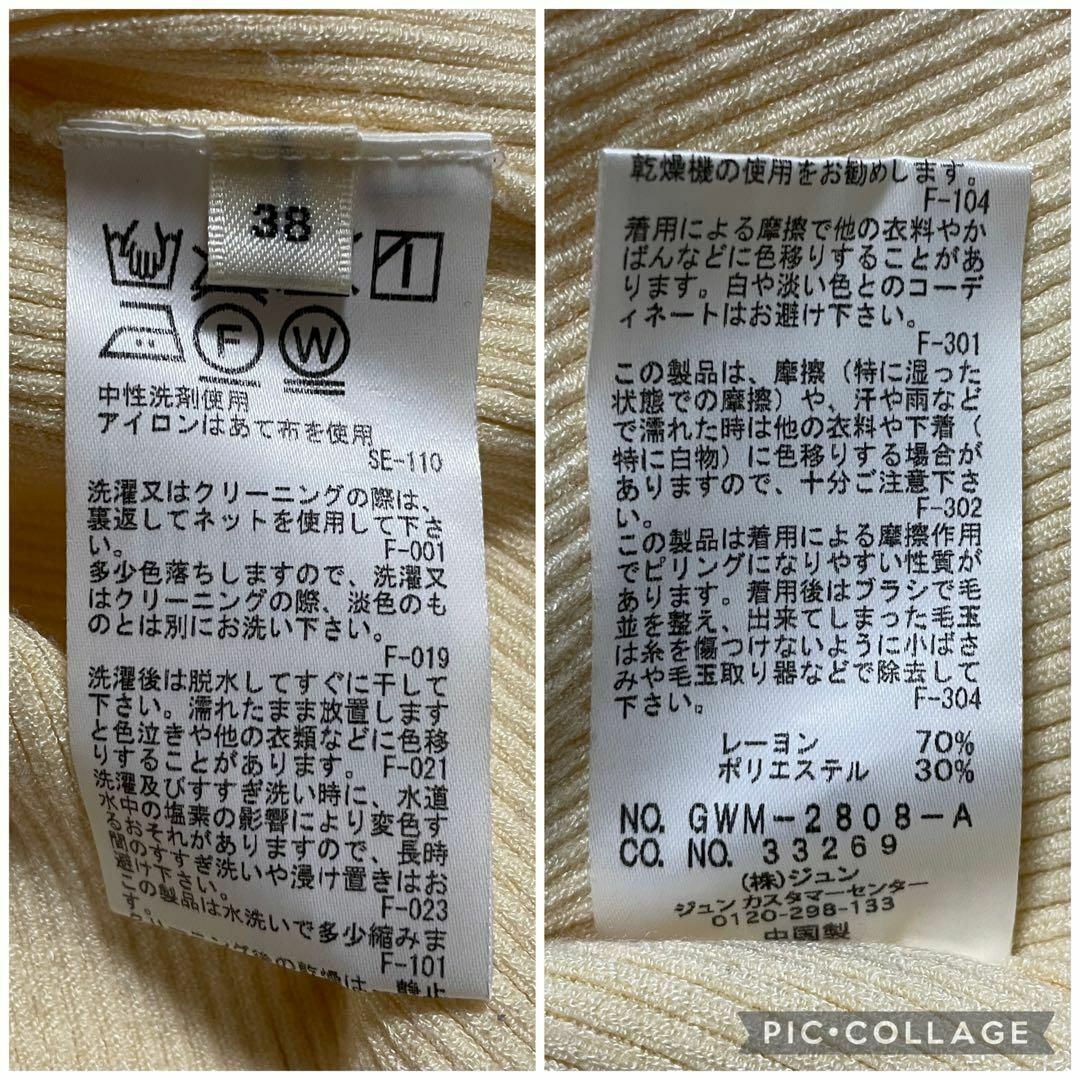 38
F
W
中性洗剤使用
アイロンはあて布を使用
SE-110
洗濯又はクリーニングの際は、
裏返してネットを使用して下さ
い。
F-001
多少色落ちしますので、洗濯又
はクリーニングの際、淡色のも
のとは別にお洗い下さい。
F-019
洗濯後は脱水してすぐに干して
下さい。濡れたまま放置します
と色泣きや他の衣類などに色移
りすることがあります。 F-021
洗濯及びすすぎ洗い時に、水道
水中の塩素の影響により変色す
るおそれがありますので、長時
間のすすぎ洗いや浸け置きはお
避け下さい。
F-023
この製品は水洗いで多少縮みま
す。
F-101
後の乾燥は、静止
乾燥機の使用をお勧めします。
F-104
着用による摩擦で他の衣料やか
ばんなどに色移りすることがあ
ります。白や淡い色とのコーデ
ィネートはお避け下さい。
F-301
この製品は、摩擦(特に湿った
状態での摩擦)や、汗や雨など
で濡れた時は他の衣料や下着(
特に白物)に色移りする場合が
ありますので、十分ご注意下さ
い。
F-302
この製品は着用による摩擦作用
でピリングになりやすい性質が
あります。着用後はブラシで毛
並を整え、出来てしまった毛玉
は糸を傷つけないように小ばさ
みや毛玉取り器などで除去して
下さい。
F-304
レーヨン 70%
ポリエステル 30%
NO. GWM-2808-A
CO. NO. 33269
(株)ジュン
ジュン カスタマーセンター
0120-298-133
中国製
PIC•COLLAGE